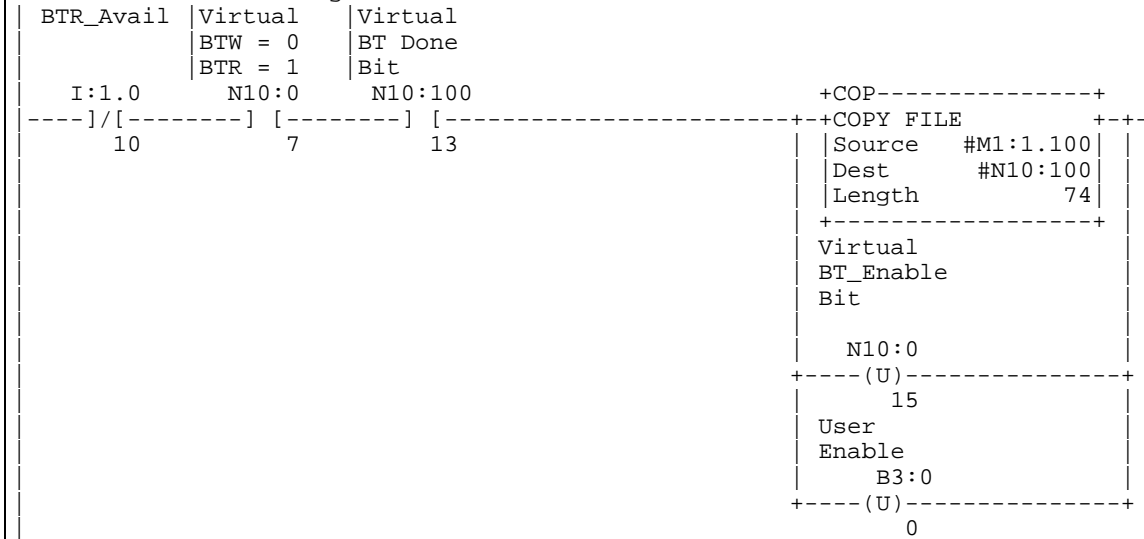 | BTR_Avail |Virtual |Virtual
| |BTW = 0 |BT Done
| |BTR = 1 |Bit
| I:1.0 N10:0 N10:100 +COP---------------+
|----]/[--------] [--------] [------------------------+-+COPY FILE +-+-
| 10 7 13 | |Source #M1:1.100| |
| | |Dest #N10:100| |
| | |Length 74| |
| | +------------------+ |
| | Virtual |
| | BT_Enable |
| | Bit |
| | |
| | N10:0 |
| +----(U)---------------+
| | 15 |
| | User |
| | Enable |
| | B3:0 |
| +----(U)---------------+
| 0